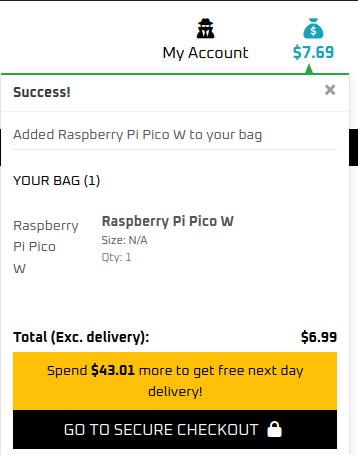 My Account
$7.69
Success!
×
Added Raspberry Pi Pico W to your bag
YOUR BAG (1)
Raspberry
Pi Pico
W
Raspberry Pi Pico W
Size: N/A
Qty: 1
Total (Exc. delivery): $6.99
Spend $43.01 more to get free next day
delivery!
GO TO SECURE CHECKOUT